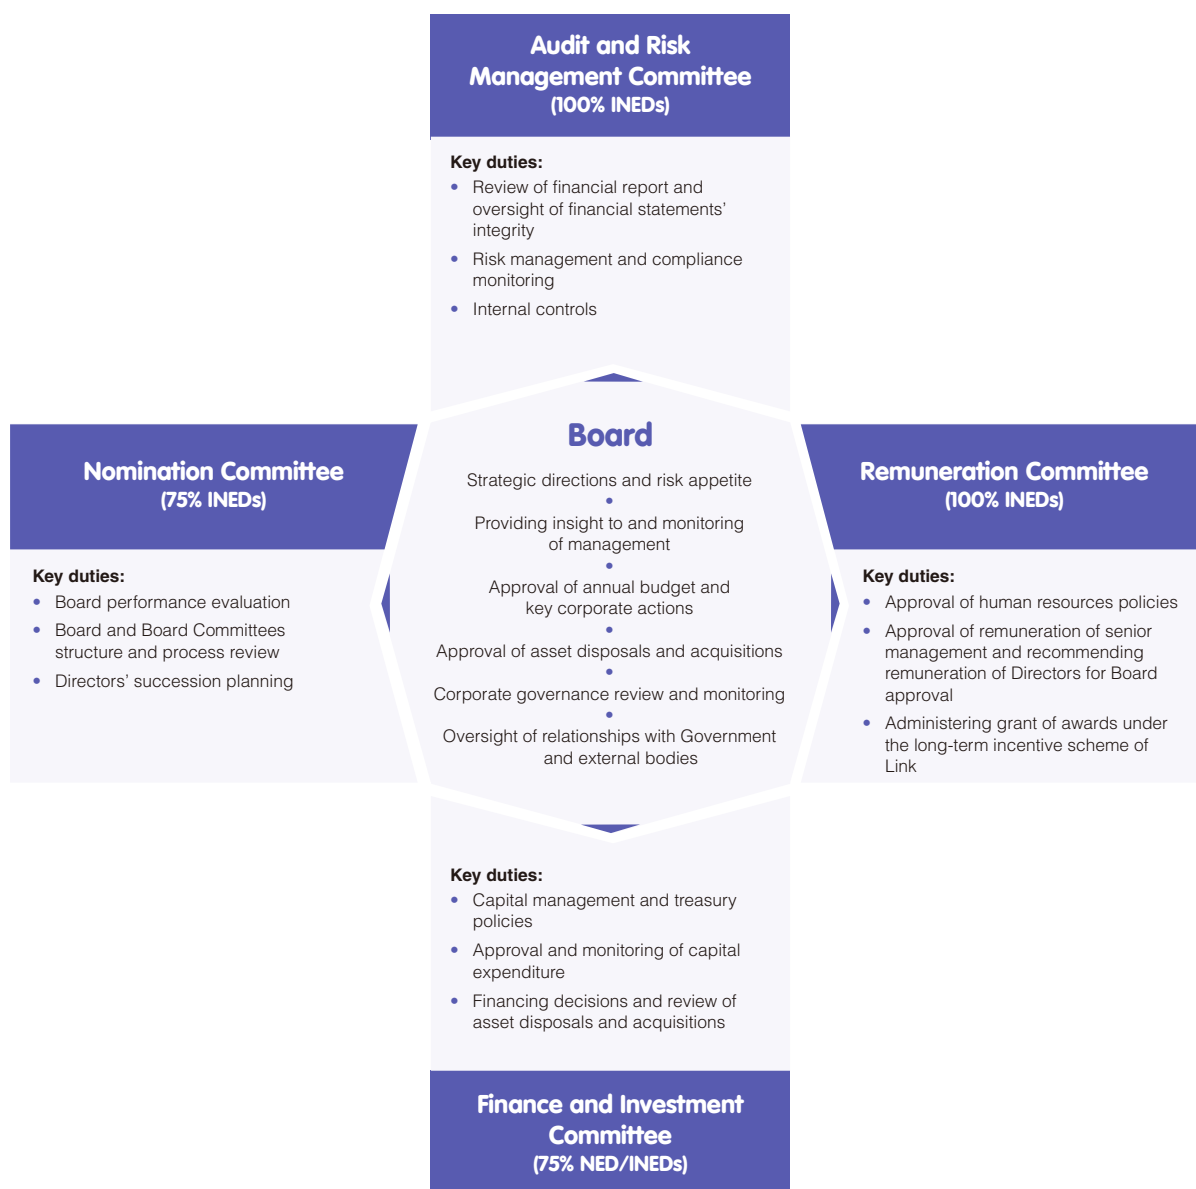 Audit and Risk
Management Committee
(100% INEDs)
Key duties:
• Review of financial report and
oversight of financial statements’
integrity
• Risk management and compliance
monitoring
• Internal controls
Nomination Committee
(75% INEDs)
Key duties:
• Board performance evaluation
• Board and Board Committees
structure and process review
• Directors’ succession planning
Board
Strategic directions and risk appetite
•
Providing insight to and monitoring
of management
•
Approval of annual budget and
key corporate actions
•
Approval of asset disposals and acquisitions
•
Corporate governance review and monitoring
•
Oversight of relationships with Government
and external bodies
Remuneration Committee
(100% INEDs)
Key duties:
• Approval of human resources policies
• Approval of remuneration of senior
management and recommending
remuneration of Directors for Board
approval
• Administering grant of awards under
the long-term incentive scheme of
Link
Key duties:
• Capital management and treasury
policies
• Approval and monitoring of capital
expenditure
• Financing decisions and review of
asset disposals and acquisitions
Finance and Investment
Committee
(75% NED/INEDs)